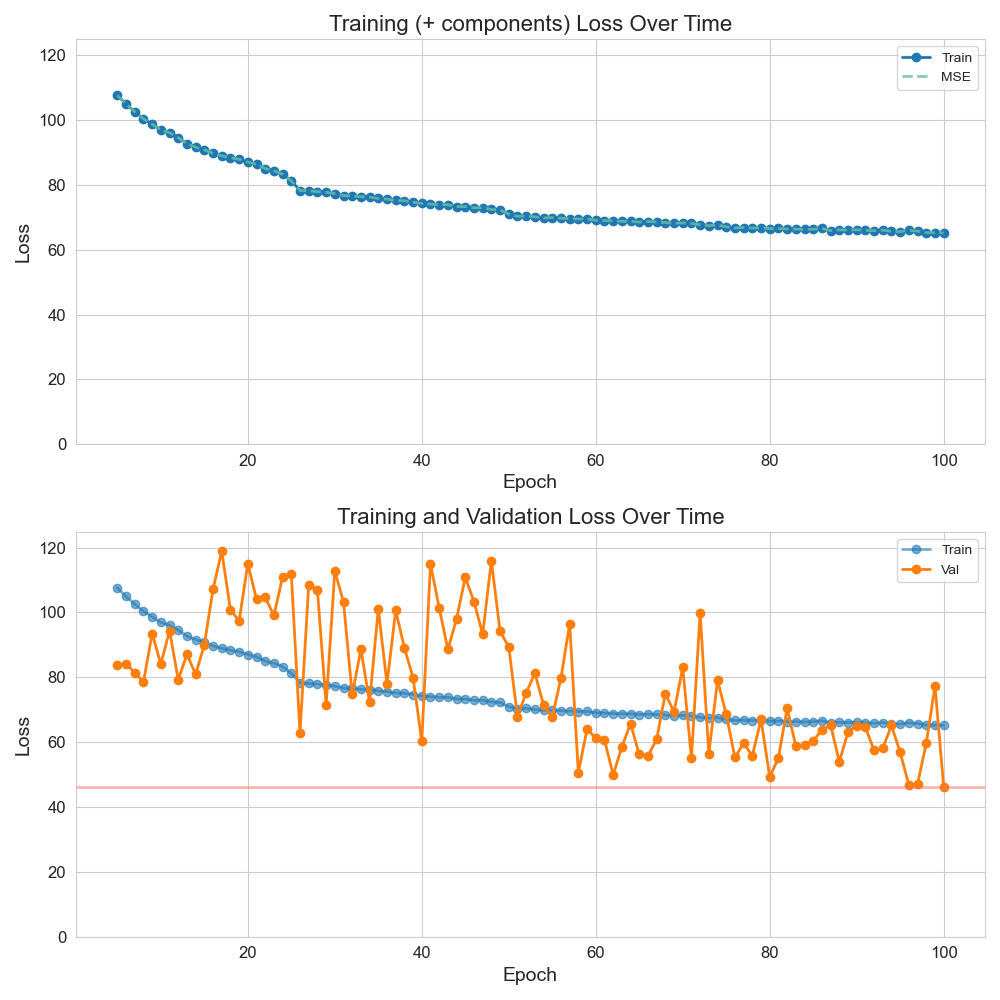 Training (+ components) Loss Over Time
120
100
80
60
40
20
0
Loss
Train
MSE
20 40 60 80 100
Epoch
Training and Validation Loss Over Time
120
100
80
60
40
20
0
Loss
Train
Val
20 40 60 80 100
Epoch